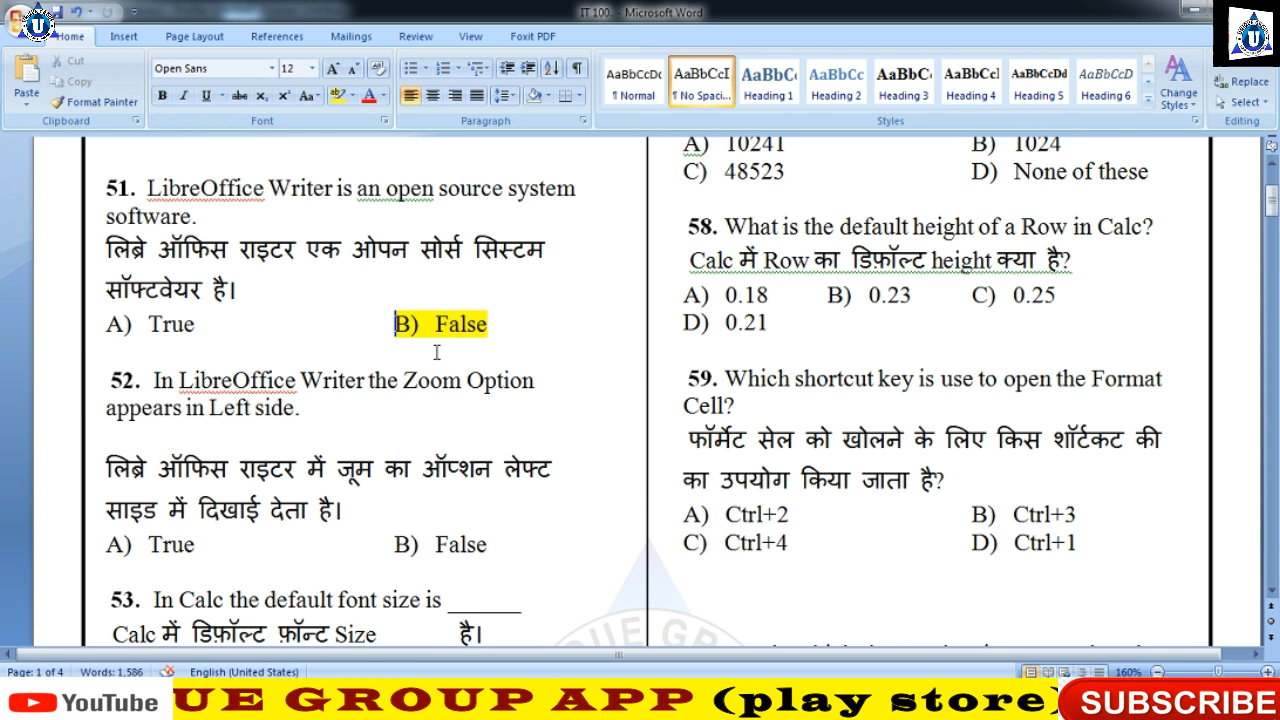 IT 100. - Microsoft Word
Home Insert Page Layout References Mailings Review View Foxit PDF
Paste
Cut
Copy
Format Painter
Clipboard
Open Sans 12
Font
Paragraph
AaBbCcDc AaBbCcI AaBbC AaBbCc AaBbCc AaBbCcI AaBbCcDd AaBbCcD
¶ Normal ¶ No Spaci... Heading 1 Heading 2 Heading 3 Heading 4 Heading 5 Heading 6
Change Styles
Styles
Replace
Select
Editing
51. LibreOffice Writer is an open source system
software.
लिब्रे ऑफिस राइटर एक ओपन सोर्स सिस्टम
सॉफ्टवेयर है।
A) True B) False
52. In LibreOffice Writer the Zoom Option
appears in Left side.
लिब्रे ऑफिस राइटर में जूम का ऑप्शन लेफ्ट
साइड में दिखाई देता है।
A) True B) False
53. In Calc the default font size is ______
Calc में डिफ़ॉल्ट फ़ॉन्ट Size ______ है।
A) 10241 B) 1024
C) 48523 D) None of these
58. What is the default height of a Row in Calc?
Calc में Row का डिफ़ॉल्ट height क्या है?
A) 0.18 B) 0.23 C) 0.25
D) 0.21
59. Which shortcut key is use to open the Format
Cell?
फॉर्मेट सेल को खोलने के लिए किस शॉर्टकट की
का उपयोग किया जाता है?
A) Ctrl+2 B) Ctrl+3
C) Ctrl+4 D) Ctrl+1
Page: 1 of 4 Words: 1,586 English (United States) 160%
YouTube UE GROUP APP (play store) SUBSCRIBE